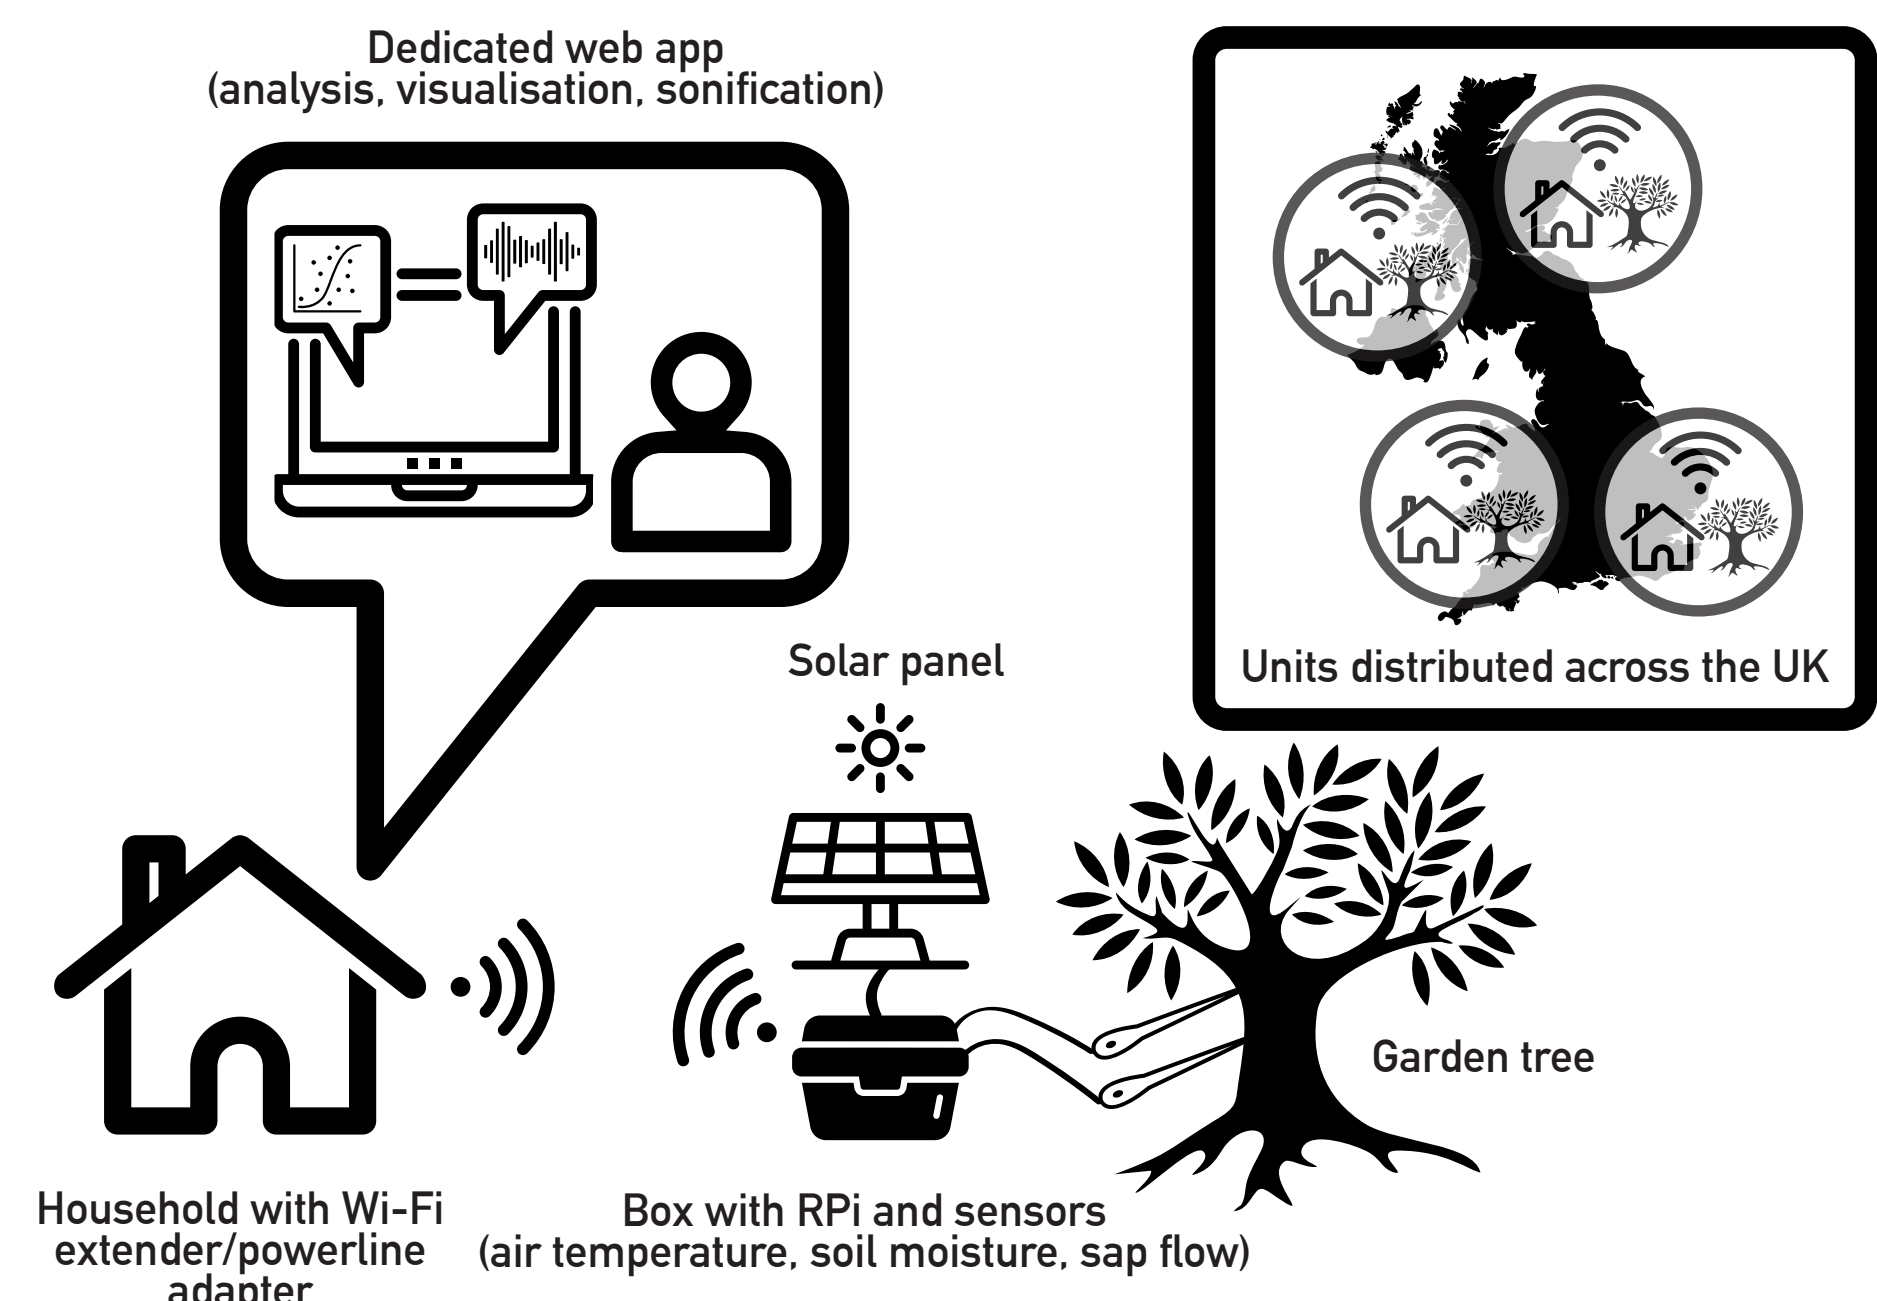 Dedicated web app
(analysis, visualisation, sonification)
Units distributed across the UK
Solar panel
Garden tree
Household with Wi-Fi
extender/powerline
adapter
Box with RPi and sensors
(air temperature, soil moisture, sap flow)